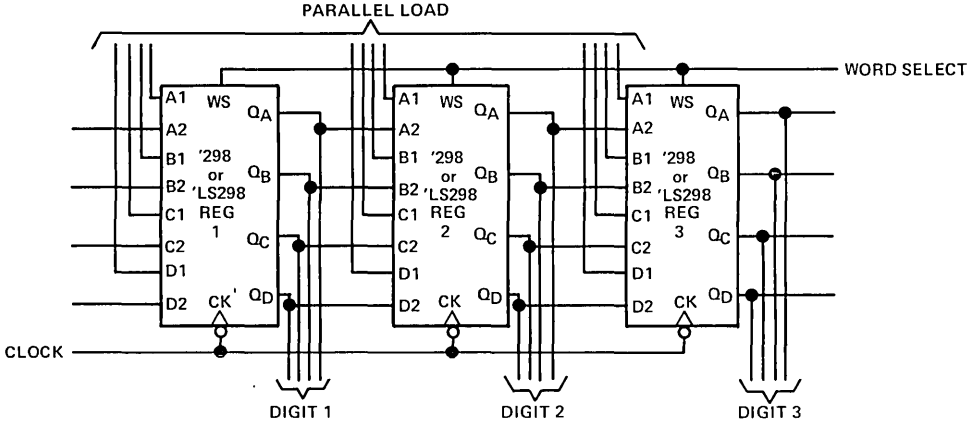 PARALLEL LOAD
WORD SELECT
A1
WS
QA
A2
B1
'298
or
'LS298
REG
1
QB
B2
C1
QC
C2
D1
QD
D2
CK'
A1
WS
QA
A2
B1
'298
or
'LS298
REG
2
QB
B2
C1
QC
C2
D1
QD
D2
CK
A1
WS
QA
A2
B1
'298
or
'LS298
REG
3
QB
B2
C1
QC
C2
D1
QD
D2
CK
CLOCK
DIGIT 1
DIGIT 2
DIGIT 3